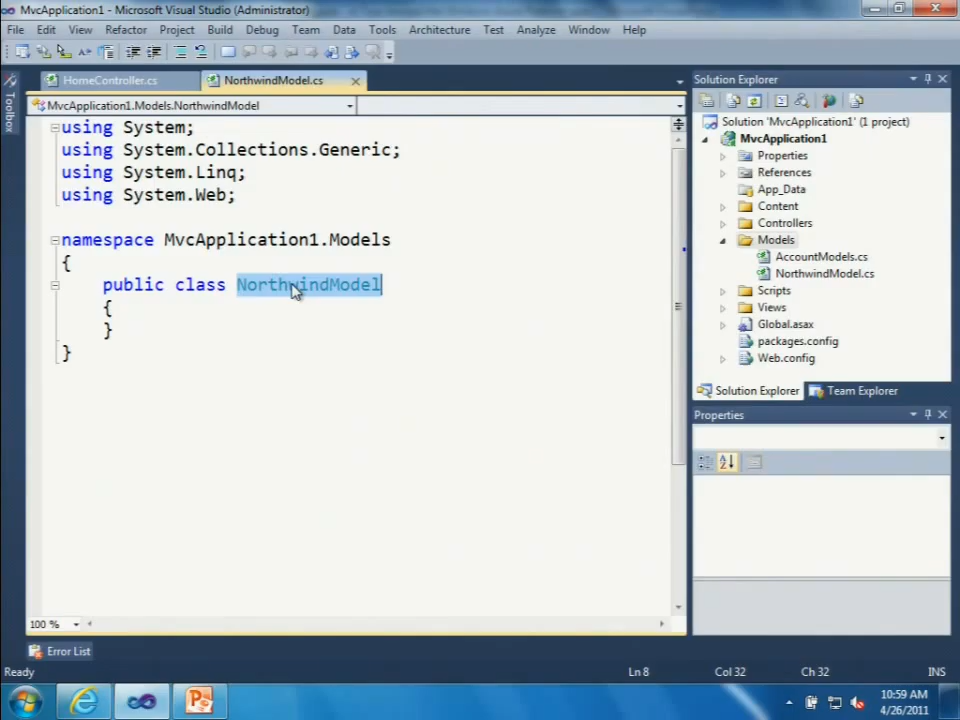 MvcApplication1 - Microsoft Visual Studio (Administrator)
File Edit View Refactor Project Build Debug Team Data Tools Architecture Test Analyze Window Help
Toolbox
HomeController.cs
NorthwindModel.cs
MvcApplication1.Models.NorthwindModel
using System;
using System.Collections.Generic;
using System.Linq;
using System.Web;
namespace MvcApplication1.Models
{
public class NorthwindModel
{
}
}
100 %
Solution Explorer
Solution 'MvcApplication1' (1 project)
MvcApplication1
Properties
References
App_Data
Content
Controllers
Models
AccountModels.cs
NorthwindModel.cs
Scripts
Views
Global.asax
packages.config
Web.config
Solution Explorer Team Explorer
Properties
Error List
Ready Ln 8 Col 32 Ch 32 INS
10:59 AM
4/26/2011